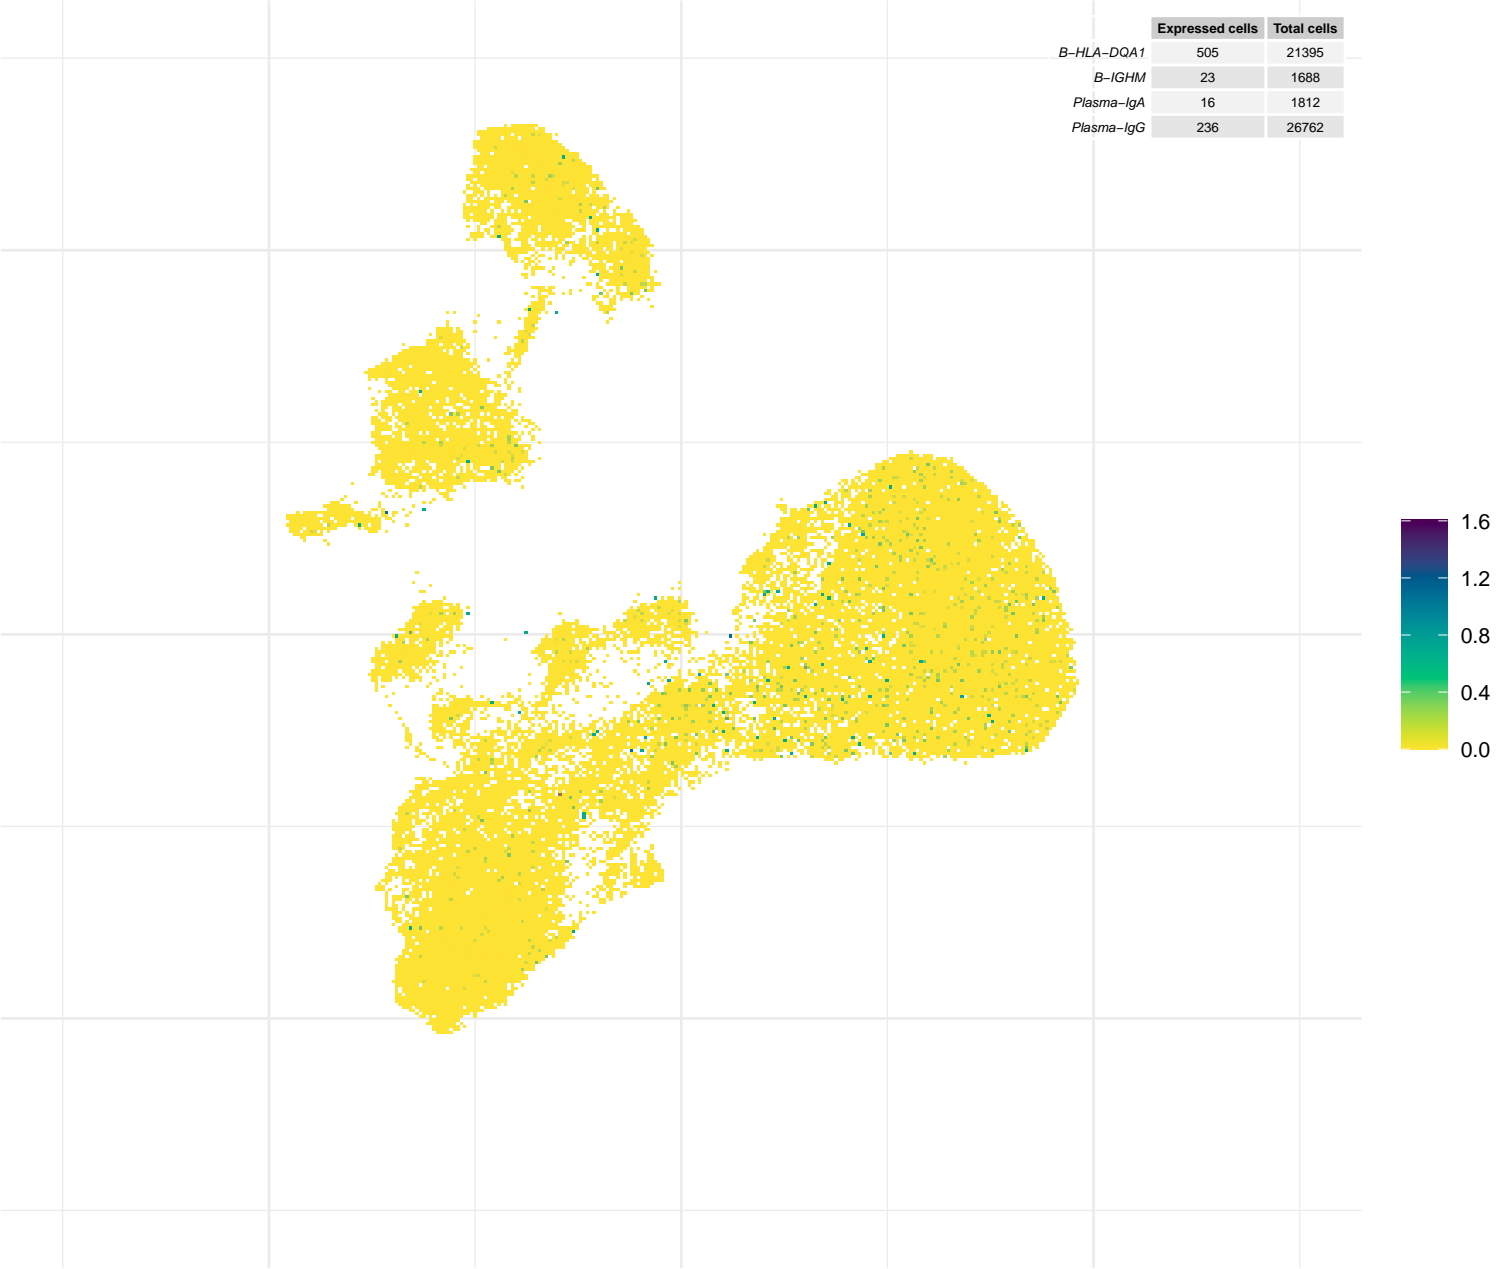 Expressed cells Total cells
B−HLA−DQA1 505 21395
B−IGHM 23 1688
Plasma−IgA 16 1812
Plasma−IgG 236 26762
1.6
1.2
0.8
0.4
0.0